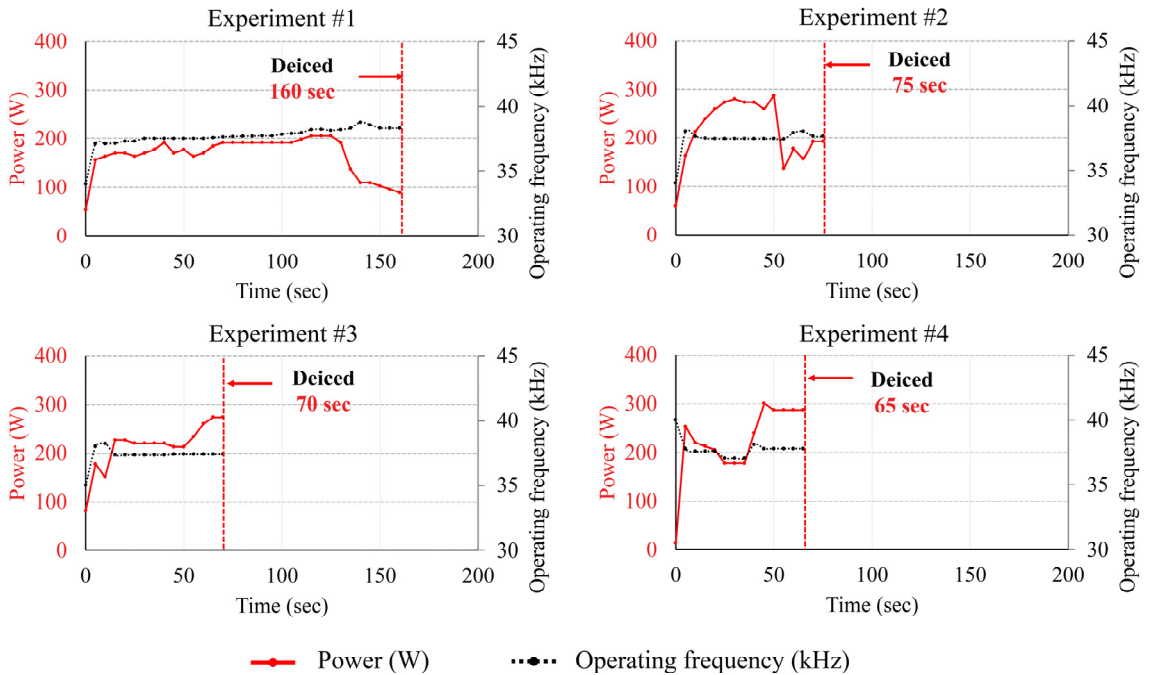 Experiment #1
400
300
200
100
0
Power (W)
45
40
35
30
Operating frequency (kHz)
Deiced
160 sec
0 50 100 150 200
Time (sec)
Experiment #2
400
300
200
100
0
Power (W)
45
40
35
30
Operating frequency (kHz)
Deiced
75 sec
0 50 100 150 200
Time (sec)
Experiment #3
400
300
200
100
0
Power (W)
45
40
35
30
Operating frequency (kHz)
Deiced
70 sec
0 50 100 150 200
Time (sec)
Experiment #4
400
300
200
100
0
Power (W)
45
40
35
30
Operating frequency (kHz)
Deiced
65 sec
0 50 100 150 200
Time (sec)
Power (W) Operating frequency (kHz)